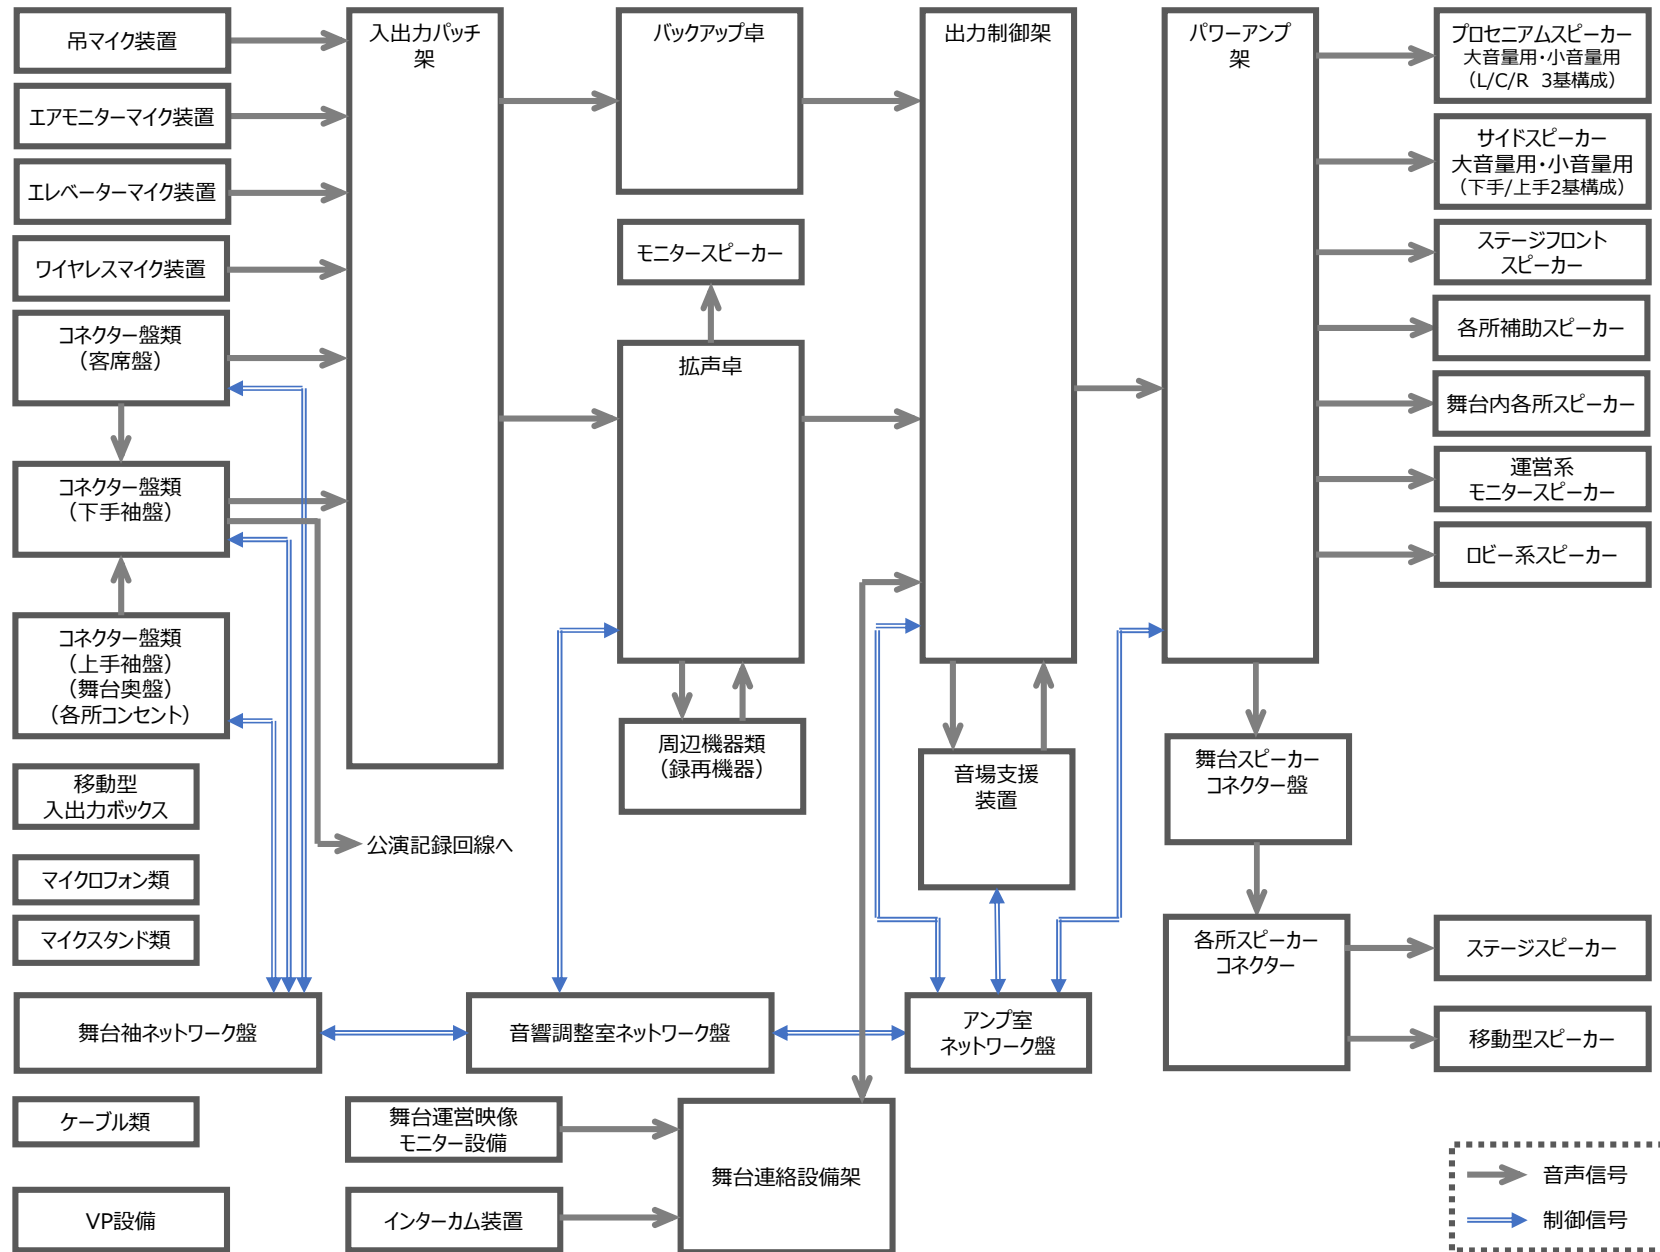 吊マイク装置
エアモニターマイク装置
エレベーターマイク装置
ワイヤレスマイク装置
コネクター盤類
（客席盤）
コネクター盤類
（下手袖盤）
コネクター盤類
（上手袖盤）
（舞台奥盤）
（各所コンセント）
移動型
入出力ボックス
マイクロフォン類
マイクスタンド類
舞台袖ネットワーク盤
ケーブル類
VP設備
入出力パッチ
架
公演記録回線へ
バックアップ卓
モニタースピーカー
拡声卓
周辺機器類
（録再機器）
音響調整室ネットワーク盤
舞台運営映像
モニター設備
インターカム装置
舞台連絡設備架
出力制御架
音場支援
装置
アンプ室
ネットワーク盤
パワーアンプ
架
舞台スピーカー
コネクター盤
各所スピーカー
コネクター
プロセニアムスピーカー
大音量用・小音量用
（L/C/R 3基構成）
サイドスピーカー
大音量用・小音量用
（下手/上手2基構成）
ステージフロント
スピーカー
各所補助スピーカー
舞台内各所スピーカー
運営系
モニタースピーカー
ロビー系スピーカー
ステージスピーカー
移動型スピーカー
音声信号
制御信号